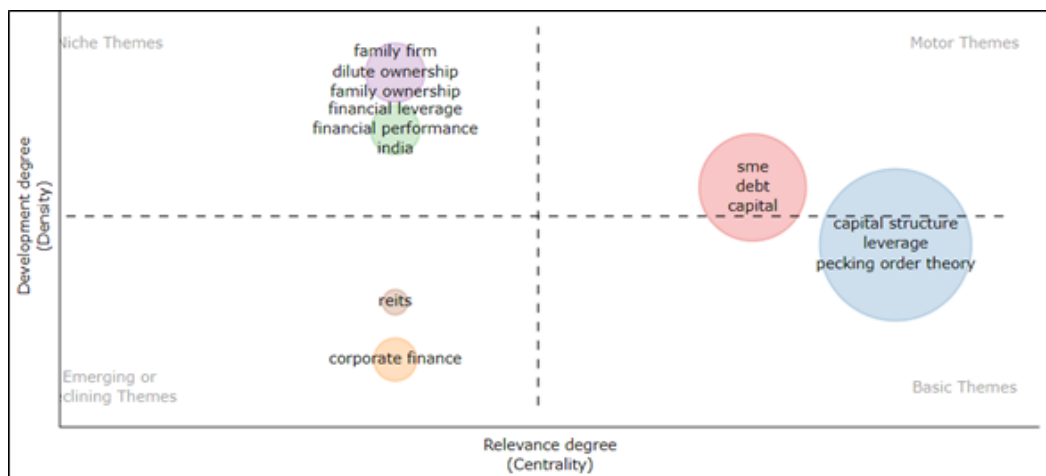 Niche Themes
Motor Themes
family firm
dilute ownership
family ownership
financial leverage
financial performance
india
sme
debt
capital
capital structure
leverage
pecking order theory
reits
corporate finance
Emerging or
clining Themes
Basic Themes
Development degree
(Density)
Relevance degree
(Centrality)